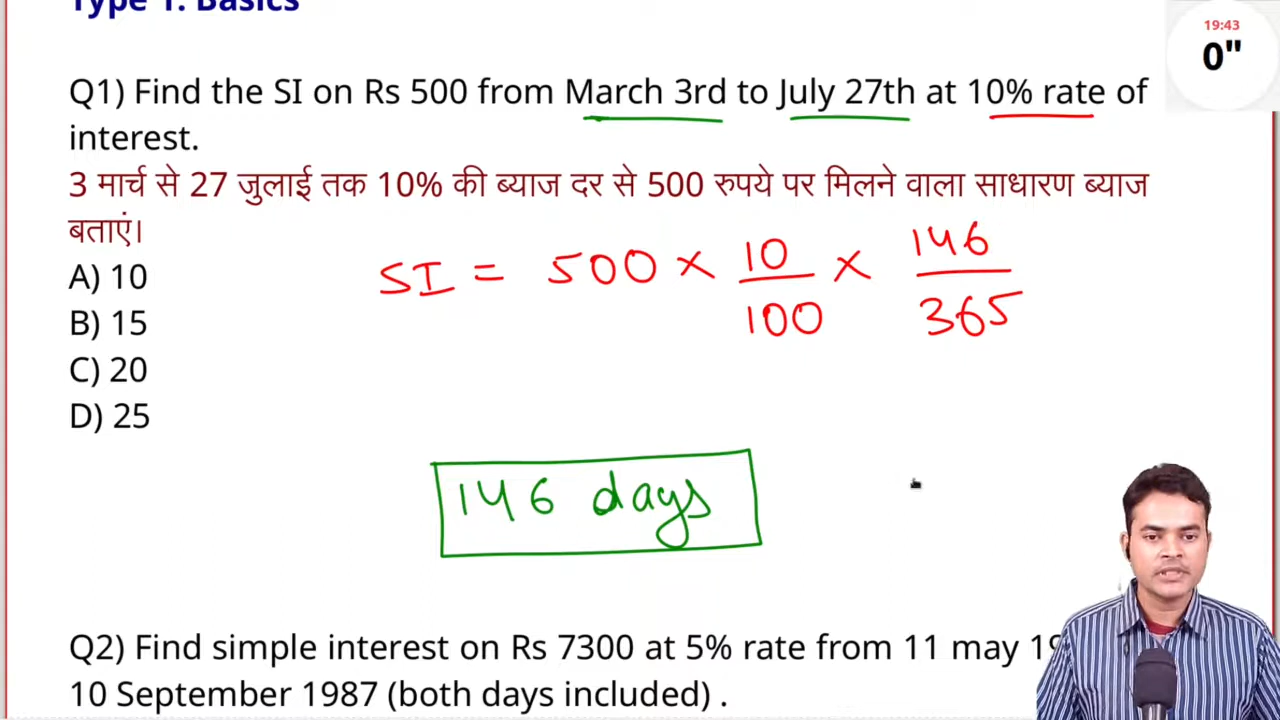 Type 1: Basics
19:43
0"
Q1) Find the SI on Rs 500 from March 3rd to July 27th at 10% rate of
interest.
3 मार्च से 27 जुलाई तक 10% की ब्याज दर से 500 रुपये पर मिलने वाला साधारण ब्याज
बताएं।
SI = 500 × 10/100 × 146/365
A) 10
B) 15
C) 20
D) 25
146 days
Q2) Find simple interest on Rs 7300 at 5% rate from 11 may
10 September 1987 (both days included) .